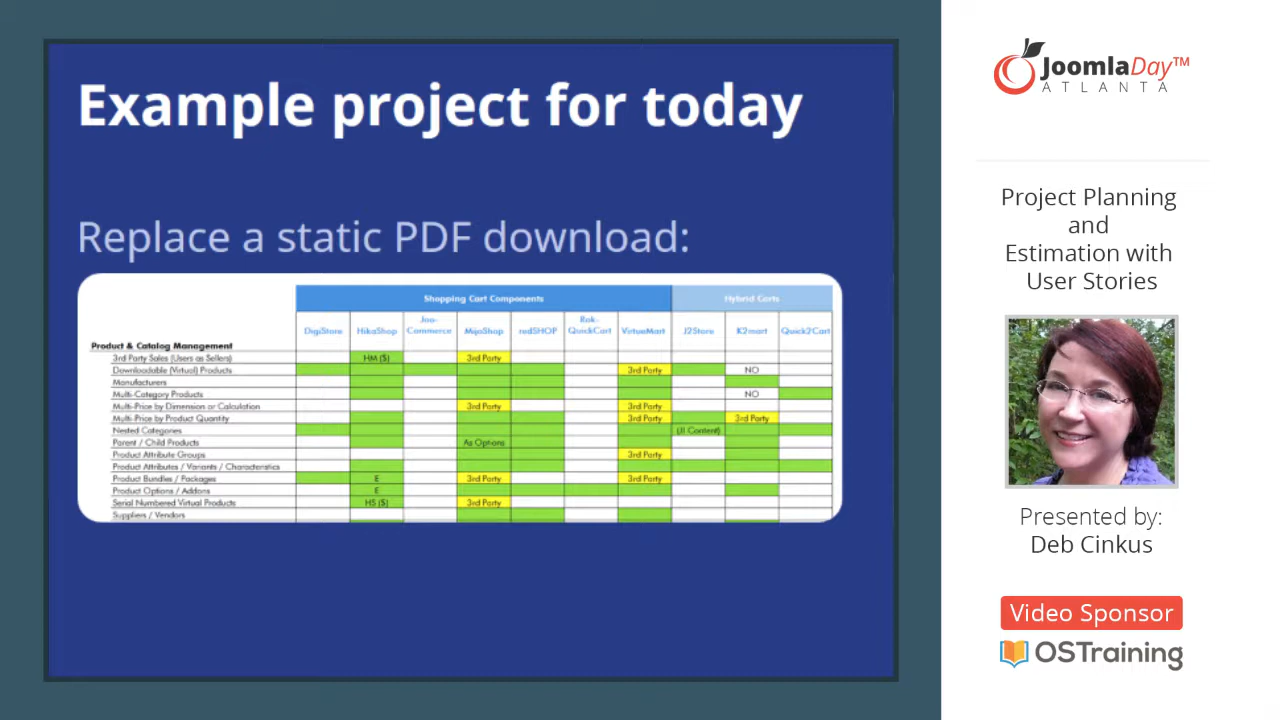 Example project for today
Replace a static PDF download:
Shopping Cart Components Hybrid Carts
DigiStore HikaShop Joo-Commerce MijoShop redSHOP Rok-QuickCart VirtueMart J2Store K2mart Quick2Cart
Product & Catalog Management
3rd Party Sales (Users as Sellers) HM ($) 3rd Party
Downloadable (Virtual) Products 3rd Party NO
Manufacturers
Multi-Category Products NO
Multi-Price by Dimension or Calculation 3rd Party 3rd Party
Multi-Price by Product Quantity 3rd Party 3rd Party
Nested Categories (J! Content)
Parent / Child Products As Options
Product Attribute Groups 3rd Party
Product Attributes / Variants / Characteristics
Product Bundles / Packages E 3rd Party 3rd Party
Product Options / Addons E
Serial Numbered Virtual Products HS ($) 3rd Party
Suppliers / Vendors
JoomlaDay™
ATLANTA
Project Planning
and
Estimation with
User Stories
Presented by:
Deb Cinkus
Video Sponsor
OSTraining